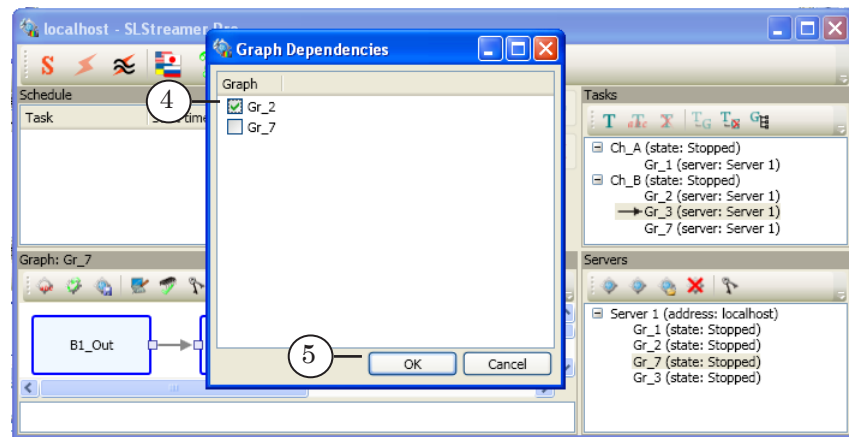 localhost - SLStreamer Pro
Graph Dependencies
Graph
Gr_2
Gr_7
4
5
OK
Cancel
Schedule
Task
time
Tasks
Ch_A (state: Stopped)
Gr_1 (server: Server 1)
Ch_B (state: Stopped)
Gr_2 (server: Server 1)
Gr_3 (server: Server 1)
Gr_7 (server: Server 1)
Graph: Gr_7
B1_Out
Servers
Server 1 (address: localhost)
Gr_1 (state: Stopped)
Gr_2 (state: Stopped)
Gr_7 (state: Stopped)
Gr_3 (state: Stopped)